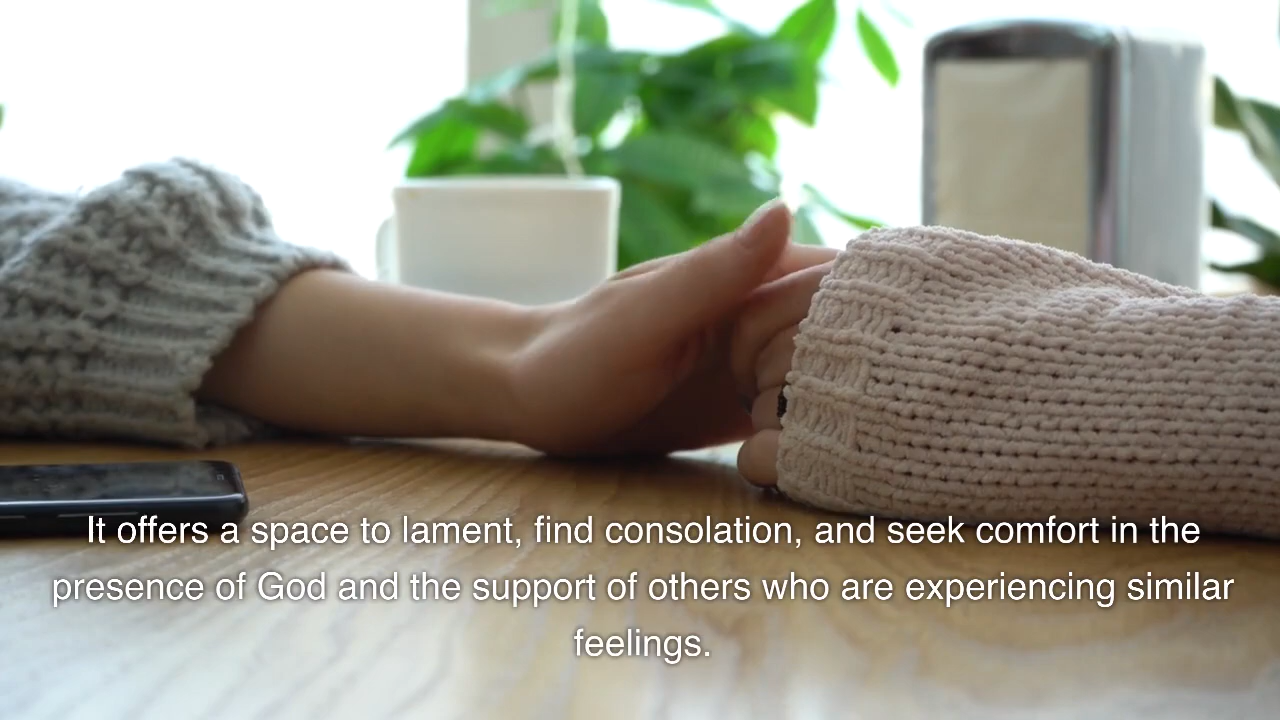 It offers a space to lament, find consolation, and seek comfort in the
presence of God and the support of others who are experiencing similar
feelings.